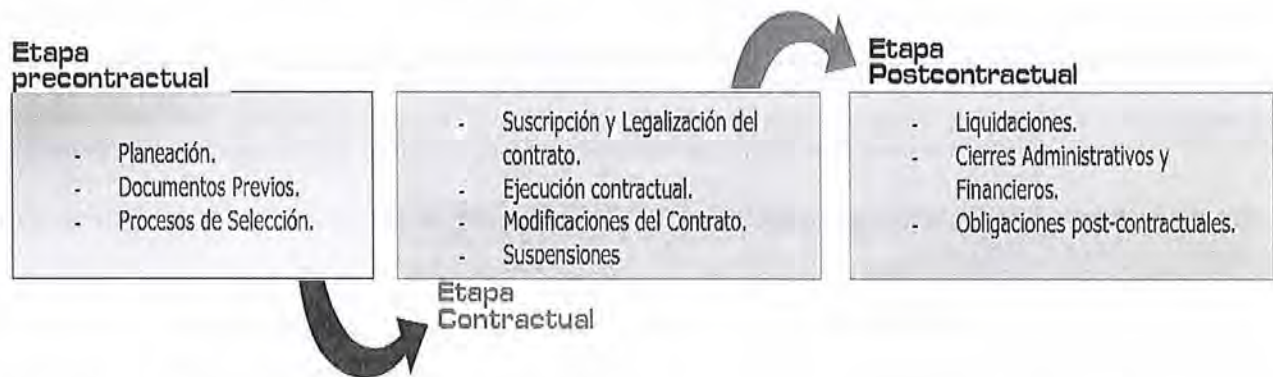 Etapa
precontractual
- Planeación.
- Documentos Previos.
- Procesos de Selección.
- Suscripción y Legalización del
contrato.
- Ejecución contractual.
- Modificaciones del Contrato.
- Suspensiones
Etapa
Contractual
Etapa
Postcontractual
- Liquidaciones.
- Cierres Administrativos y
Financieros.
- Obligaciones post-contractuales.